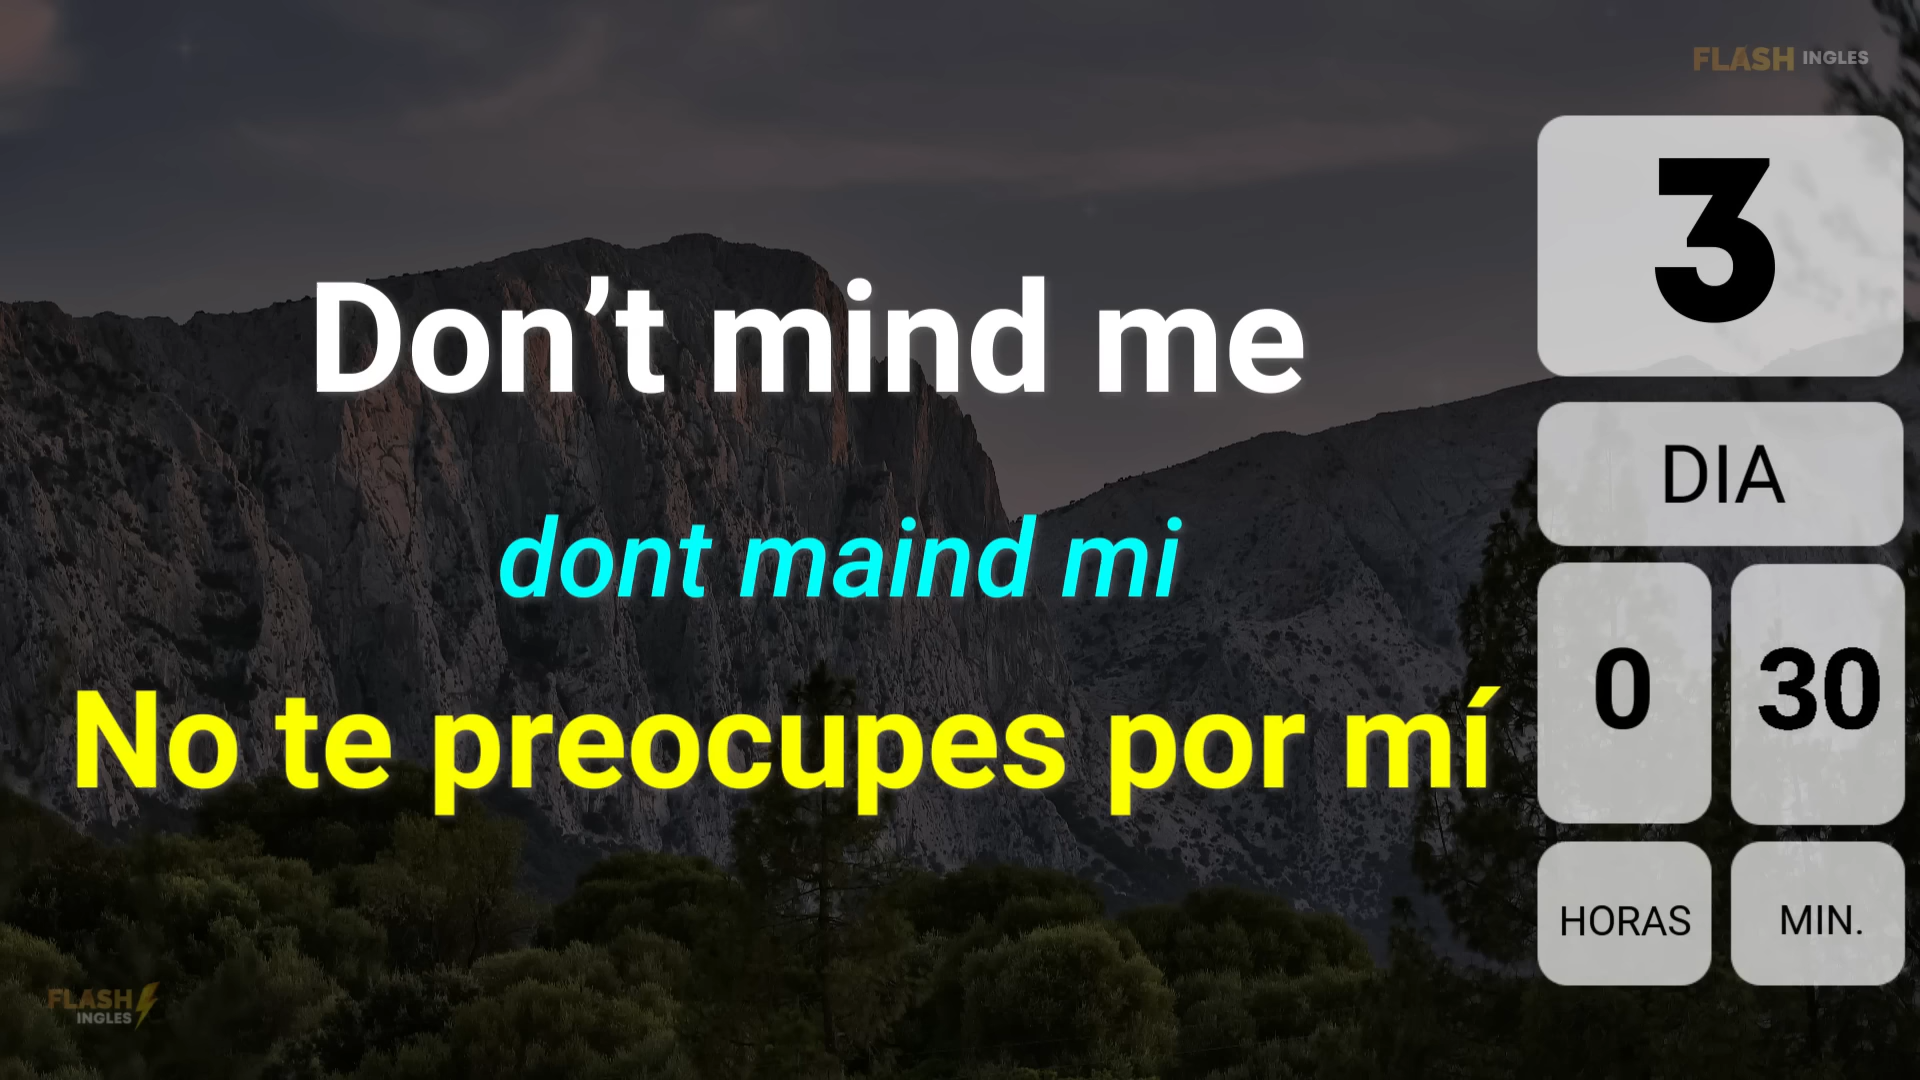 FLASH INGLES
3
DIA
Don’t mind me
dont maind mi
No te preocupes por mí
0 30
HORAS MIN.
FLASH
INGLES